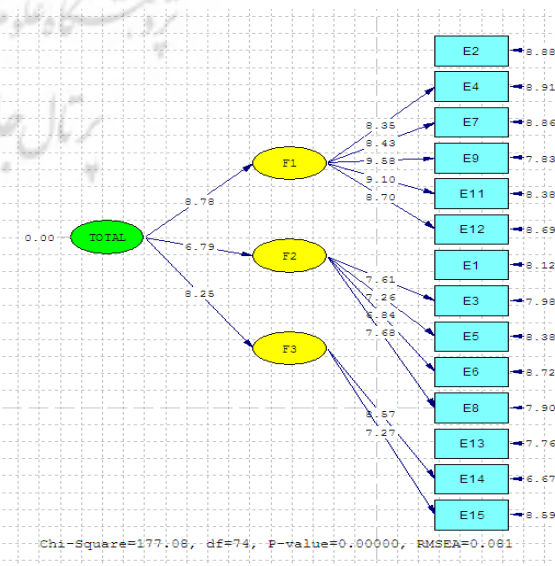 پرتال
E2 8.88
E4 8.91
8.35
E7 8.86
8.43
E9 7.83
9.58
F1
9.10
E11 8.38
8.70
8.78
E12 8.69
0.00 TOTAL
6.79
F2
E1 8.12
7.61
8.25
7.26
E3 7.98
6.84
7.68
E5 8.38
F3
E6 8.72
E8 7.90
8.57
7.27
E13 7.76
E14 6.67
E15 8.59
Chi-Square=177.08, df=74, P-value=0.00000, RMSEA=0.081